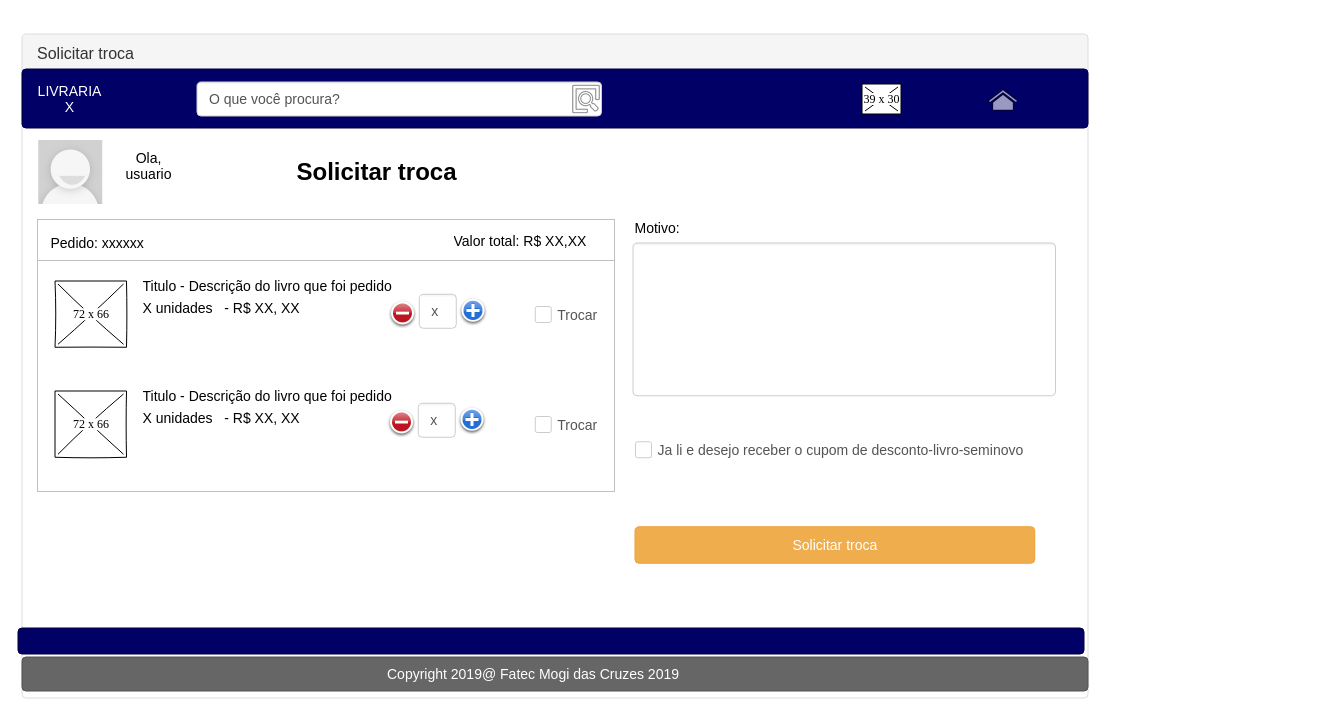 Solicitar troca
LIVRARIA
X
O que você procura?
39 x 30
Ola,
usuario
Solicitar troca
Pedido: xxxxxx
Valor total: R$ XX,XX
72 x 66
Titulo - Descrição do livro que foi pedido
X unidades - R$ XX, XX
x
Trocar
72 x 66
Titulo - Descrição do livro que foi pedido
X unidades - R$ XX, XX
x
Trocar
Motivo:
Ja li e desejo receber o cupom de desconto-livro-seminovo
Solicitar troca
Copyright 2019@ Fatec Mogi das Cruzes 2019